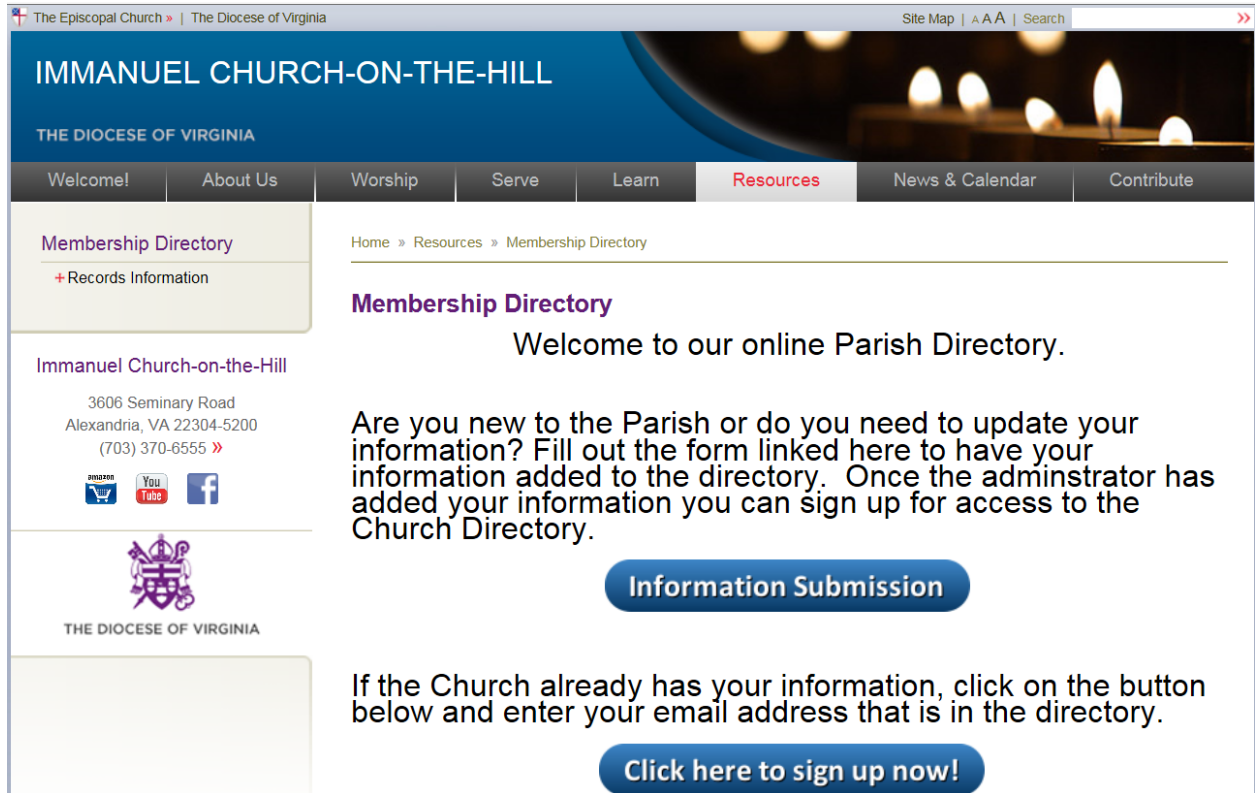 The Episcopal Church » | The Diocese of Virginia
Site Map | A A A | Search »
IMMANUEL CHURCH-ON-THE-HILL
THE DIOCESE OF VIRGINIA
Welcome! About Us Worship Serve Learn Resources News & Calendar Contribute
Membership Directory
+Records Information
Immanuel Church-on-the-Hill
3606 Seminary Road
Alexandria, VA 22304-5200
(703) 370-6555 »
amazon You Tube f
THE DIOCESE OF VIRGINIA
Home » Resources » Membership Directory
Membership Directory
Welcome to our online Parish Directory.
Are you new to the Parish or do you need to update your
information? Fill out the form linked here to have your
information added to the directory. Once the adminstrator has
added your information you can sign up for access to the
Church Directory.
Information Submission
If the Church already has your information, click on the button
below and enter your email address that is in the directory.
Click here to sign up now!